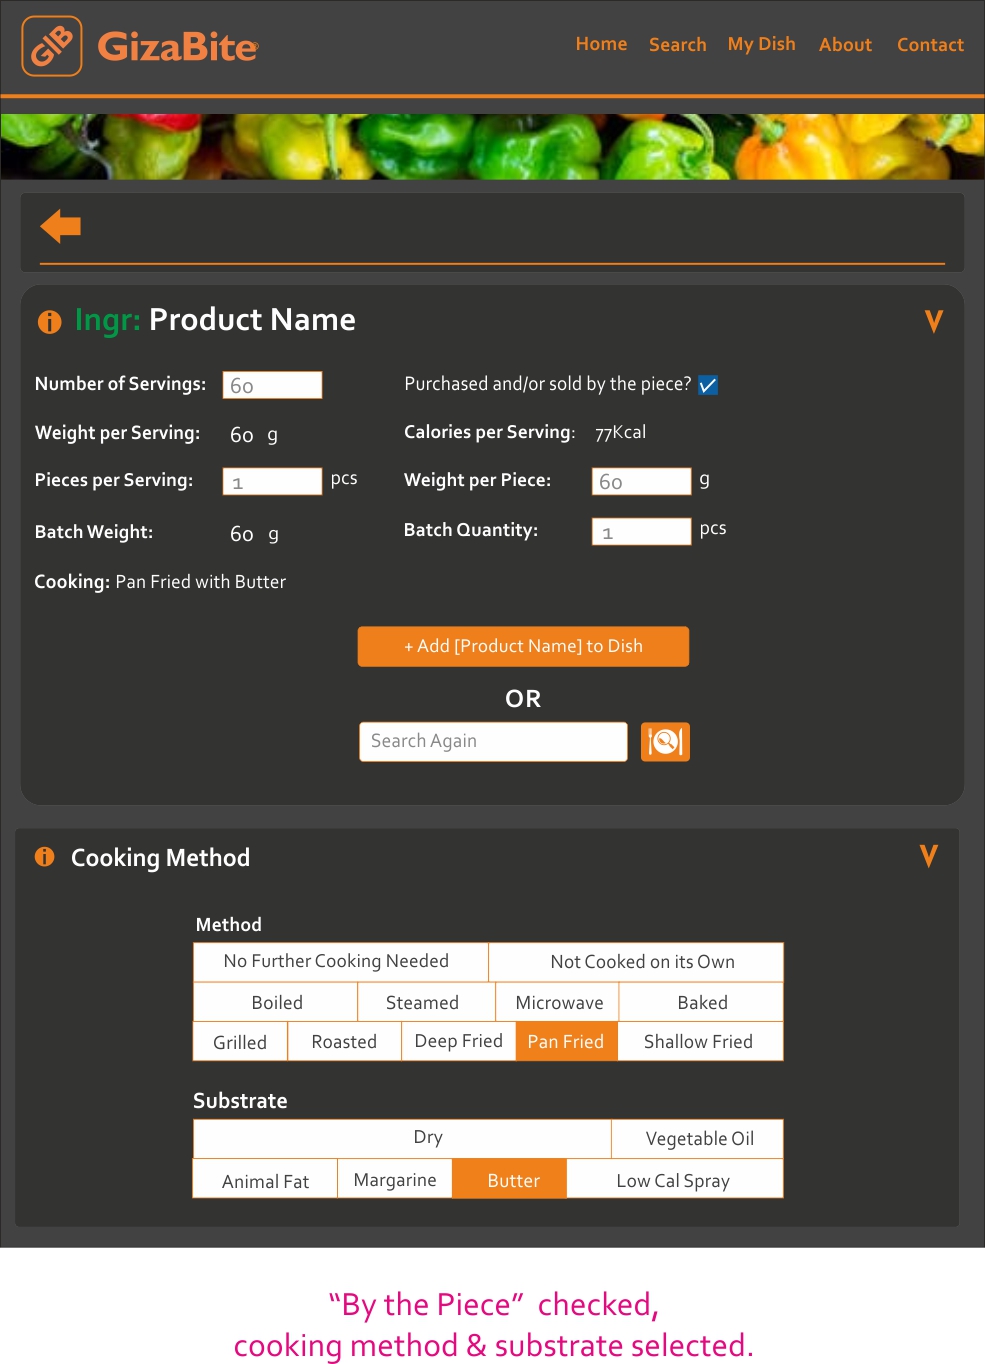 GIB
GizaBite®
Home Search My Dish About Contact
Ingr: Product Name
V
Number of Servings: 60 Purchased and/or sold by the piece?
Weight per Serving: 60 g Calories per Serving: 77Kcal
Pieces per Serving: 1 pcs Weight per Piece: 60 g
Batch Weight: 60 g Batch Quantity: 1 pcs
Cooking: Pan Fried with Butter
+ Add [Product Name] to Dish
OR
Search Again
Cooking Method
V
Method
No Further Cooking Needed Not Cooked on its Own
Boiled Steamed Microwave Baked
Grilled Roasted Deep Fried Pan Fried Shallow Fried
Substrate
Dry Vegetable Oil
Animal Fat Margarine Butter Low Cal Spray
“By the Piece” checked,
cooking method & substrate selected.